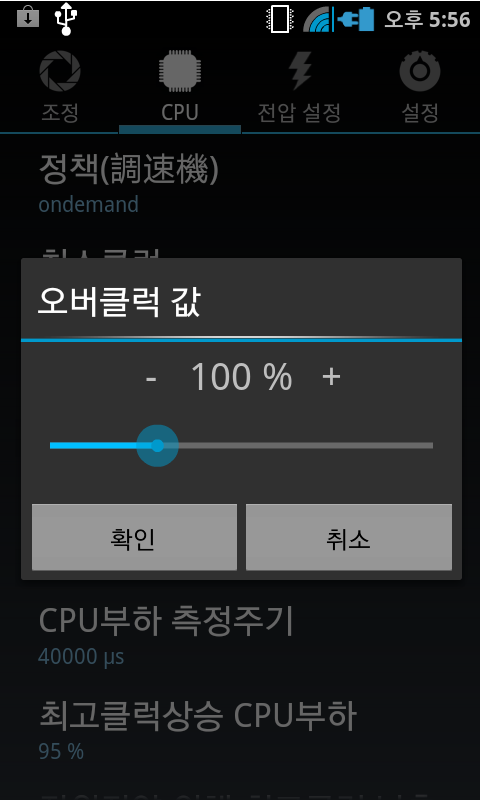 오후 5:56
조정
CPU
전압 설정
설정
정책(調速機)
ondemand
오버클럭 값
- 100 % +
확인
취소
CPU부하 측정주기
40000 µs
최고클럭상승 CPU부하
95 %